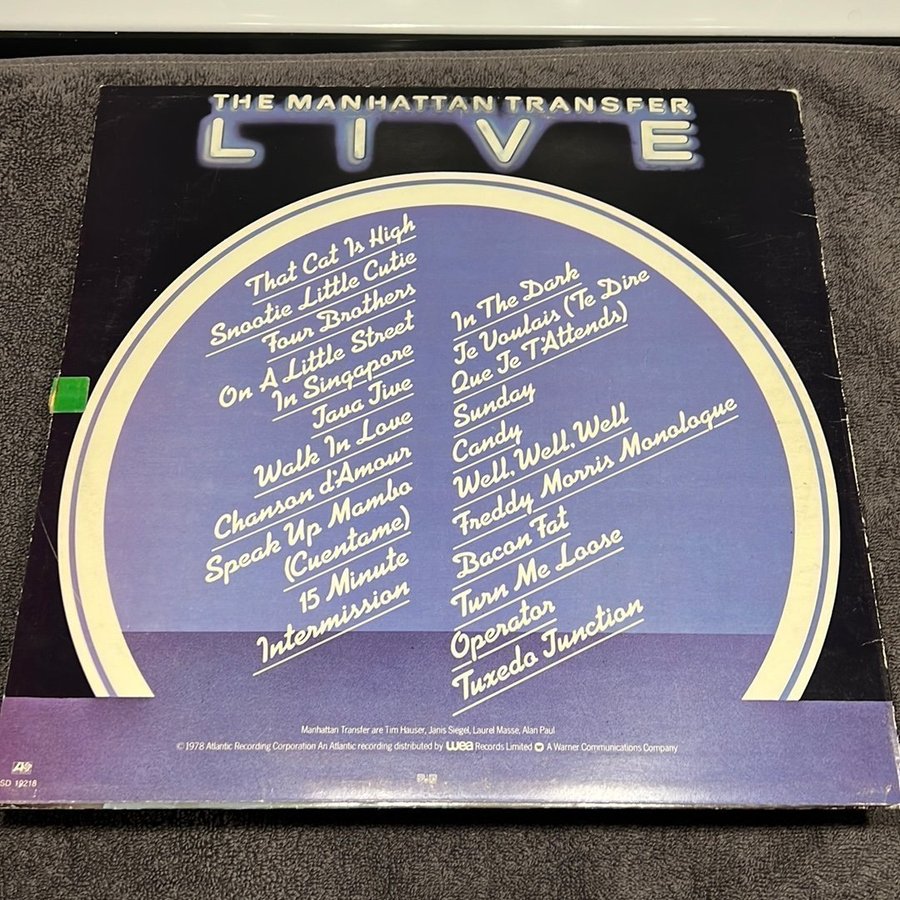 THE MANHATTAN TRANSFER
LIVE
That Cat Is High
Snootie Little Cutie
Four Brothers
On A Little Street
In Singapore
Java Jive
Walk In Love
Chanson d'Amour
Speak Up Mambo
(Cuentame)
15 Minute
Intermission
In The Dark
Je Voulais (Te Dire
Que Je T'Attends)
Sunday
Candy
Well, Well, Well
Freddy Morris Monologue
Bacon Fat
Turn Me Loose
Operator
Tuxedo Junction
Manhattan Transfer are Tim Hauser, Janis Siegel, Laurel Massé, Alan Paul
© 1978 Atlantic Recording Corporation An Atlantic recording distributed by wea Records Limited W A Warner Communications Company
SD 19218